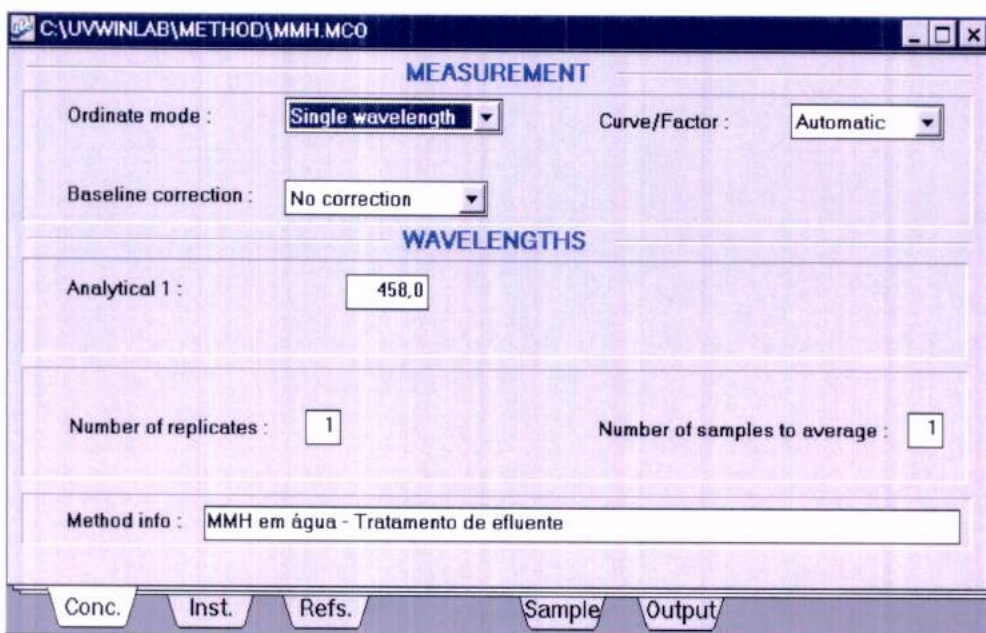 C:\UVWINLAB\METHOD\MMH.MCO
MEASUREMENT
Ordinate mode : Single wavelength Curve/Factor : Automatic
Baseline correction : No correction
WAVELENGTHS
Analytical 1 : 458,0
Number of replicates : 1 Number of samples to average : 1
Method info : MMH em água - Tratamento de efluente
Conc. Inst. Refs. Sample Output